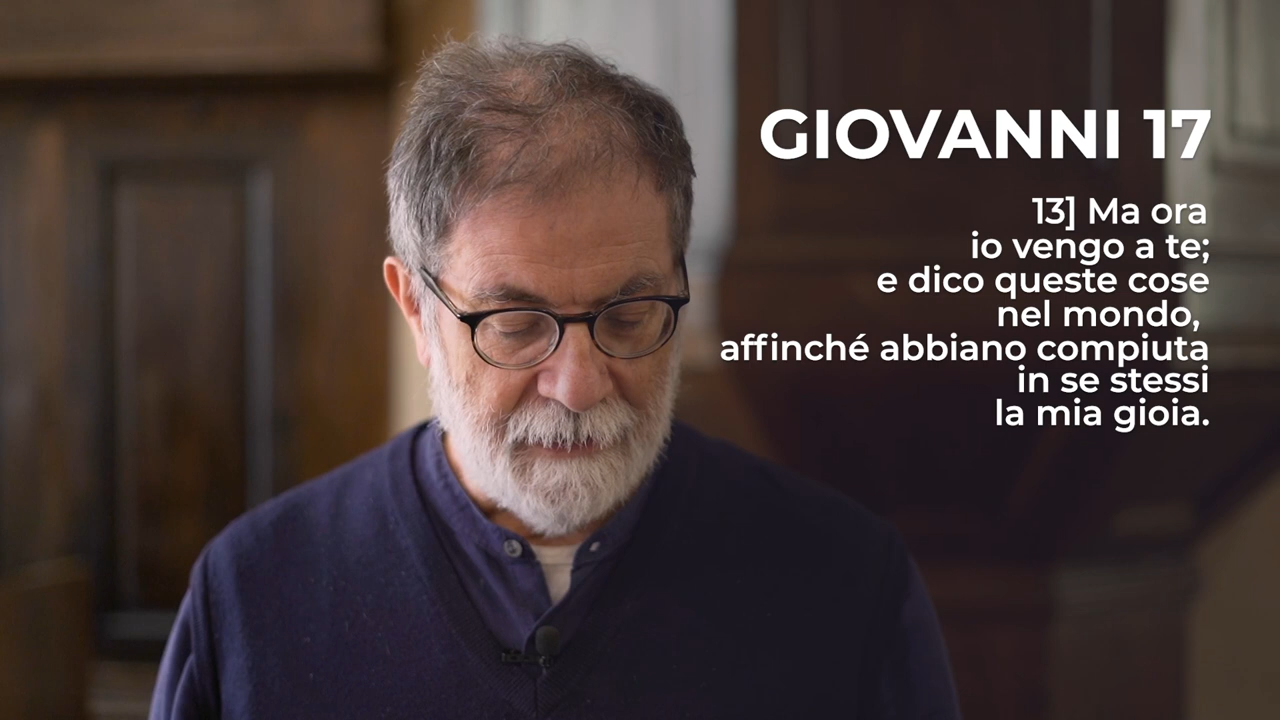 GIOVANNI 17
13] Ma ora
io vengo a te;
e dico queste cose
nel mondo,
affinché abbiano compiuta
in se stessi
la mia gioia.